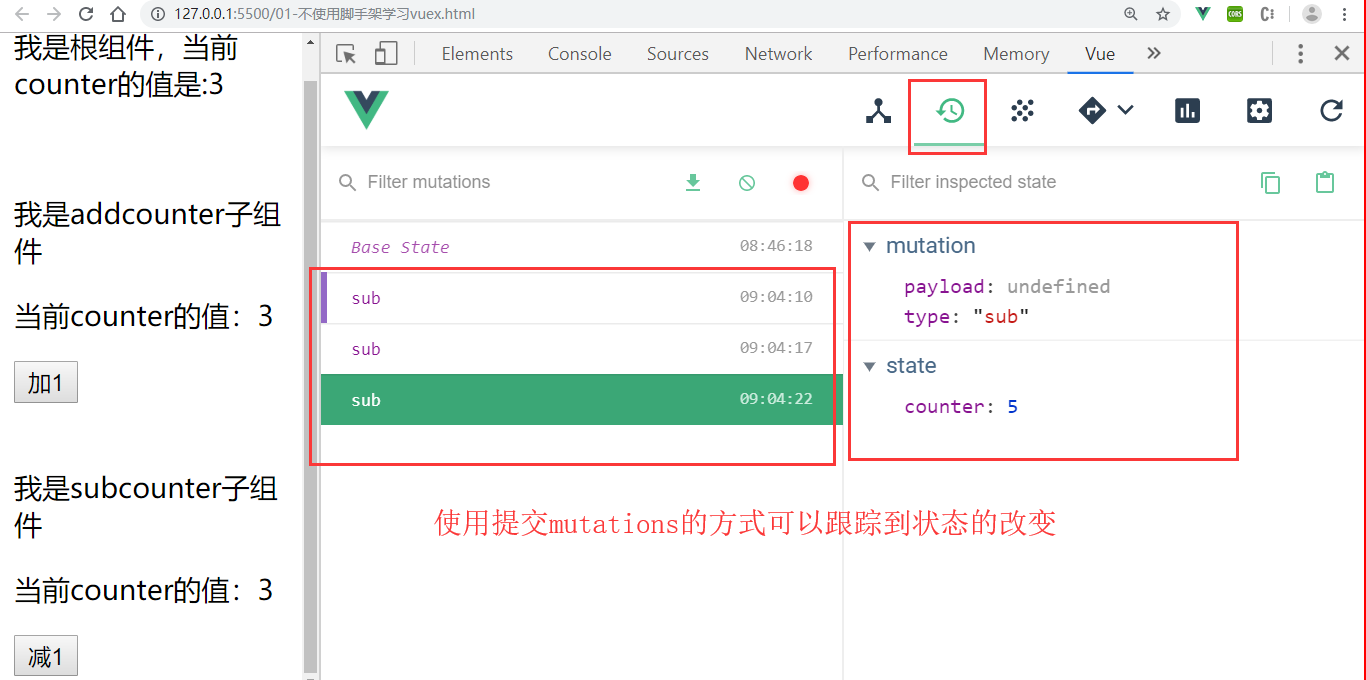 127.0.0.1:5500/01-不使用脚手架学习vuex.html
我是根组件，当前
counter的值是:3
我是addcounter子组
件
当前counter的值：3
加1
我是subcounter子组
件
当前counter的值：3
减1
Elements Console Sources Network Performance Memory Vue
Filter mutations
Base State 08:46:18
sub 09:04:10
sub 09:04:17
sub 09:04:22
Filter inspected state
mutation
payload: undefined
type: "sub"
state
counter: 5
使用提交mutations的方式可以跟踪到状态的改变
CORS